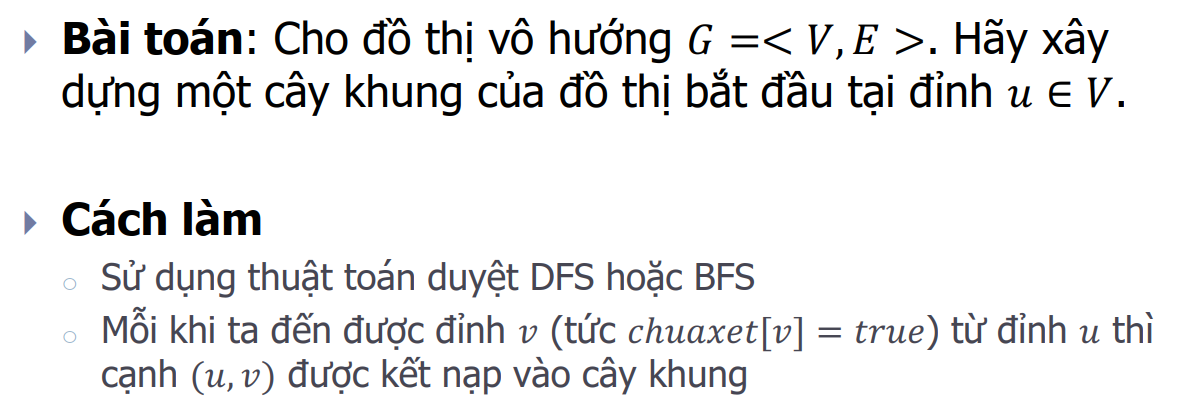 Bài toán: Cho đồ thị vô hướng G =< V, E >. Hãy xây
dựng một cây khung của đồ thị bắt đầu tại đỉnh u ∈ V.
Cách làm
Sử dụng thuật toán duyệt DFS hoặc BFS
Mỗi khi ta đến được đỉnh v (tức chuaxet[v] = true) từ đỉnh u thì
cạnh (u, v) được kết nạp vào cây khung